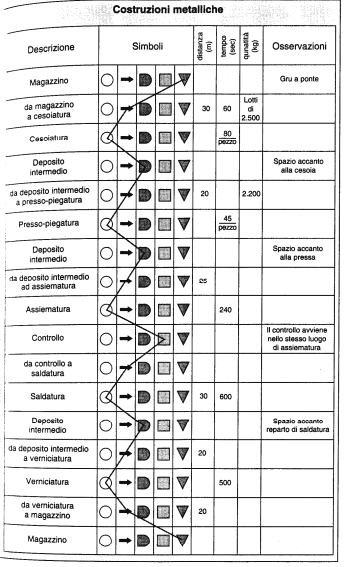 Costruzioni metalliche
Descrizione
Simboli
distanza
(m)
tempo
(sec)
qunatità
(kg)
Osservazioni
Magazzino
Gru a ponte
da magazzino
a cesoiatura
30
60
Lotti
di
2.500
Cesoiatura
80
pezzo
Deposito
intermedio
Spazio accanto
alla cesoia
da deposito intermedio
a presso-piegatura
20
2.200
Presso-piegatura
45
pezzo
Deposito
intermedio
Spazio accanto
alla pressa
da deposito intermedio
ad assiematura
25
Assiematura
240
Controllo
Il controllo avviene
nello stesso luogo
di assiematura
da controllo a
saldatura
Saldatura
30
600
Deposito
intermedio
Spazio accanto
reparto di saldatura
da deposito intermedio
a verniciatura
20
Verniciatura
500
da verniciatura
a magazzino
20
Magazzino